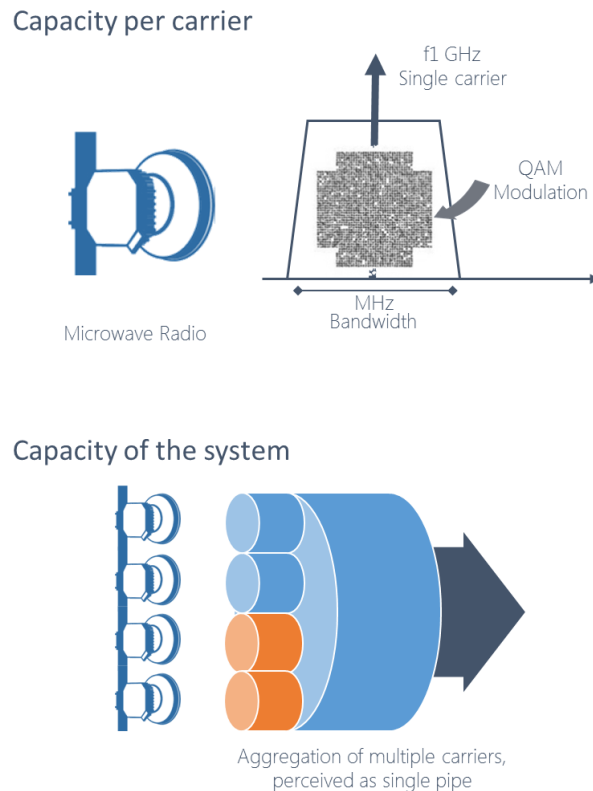 Capacity per carrier
f1 GHz
Single carrier
QAM
Modulation
MHz
Bandwidth
Microwave Radio
Capacity of the system
Aggregation of multiple carriers,
perceived as single pipe